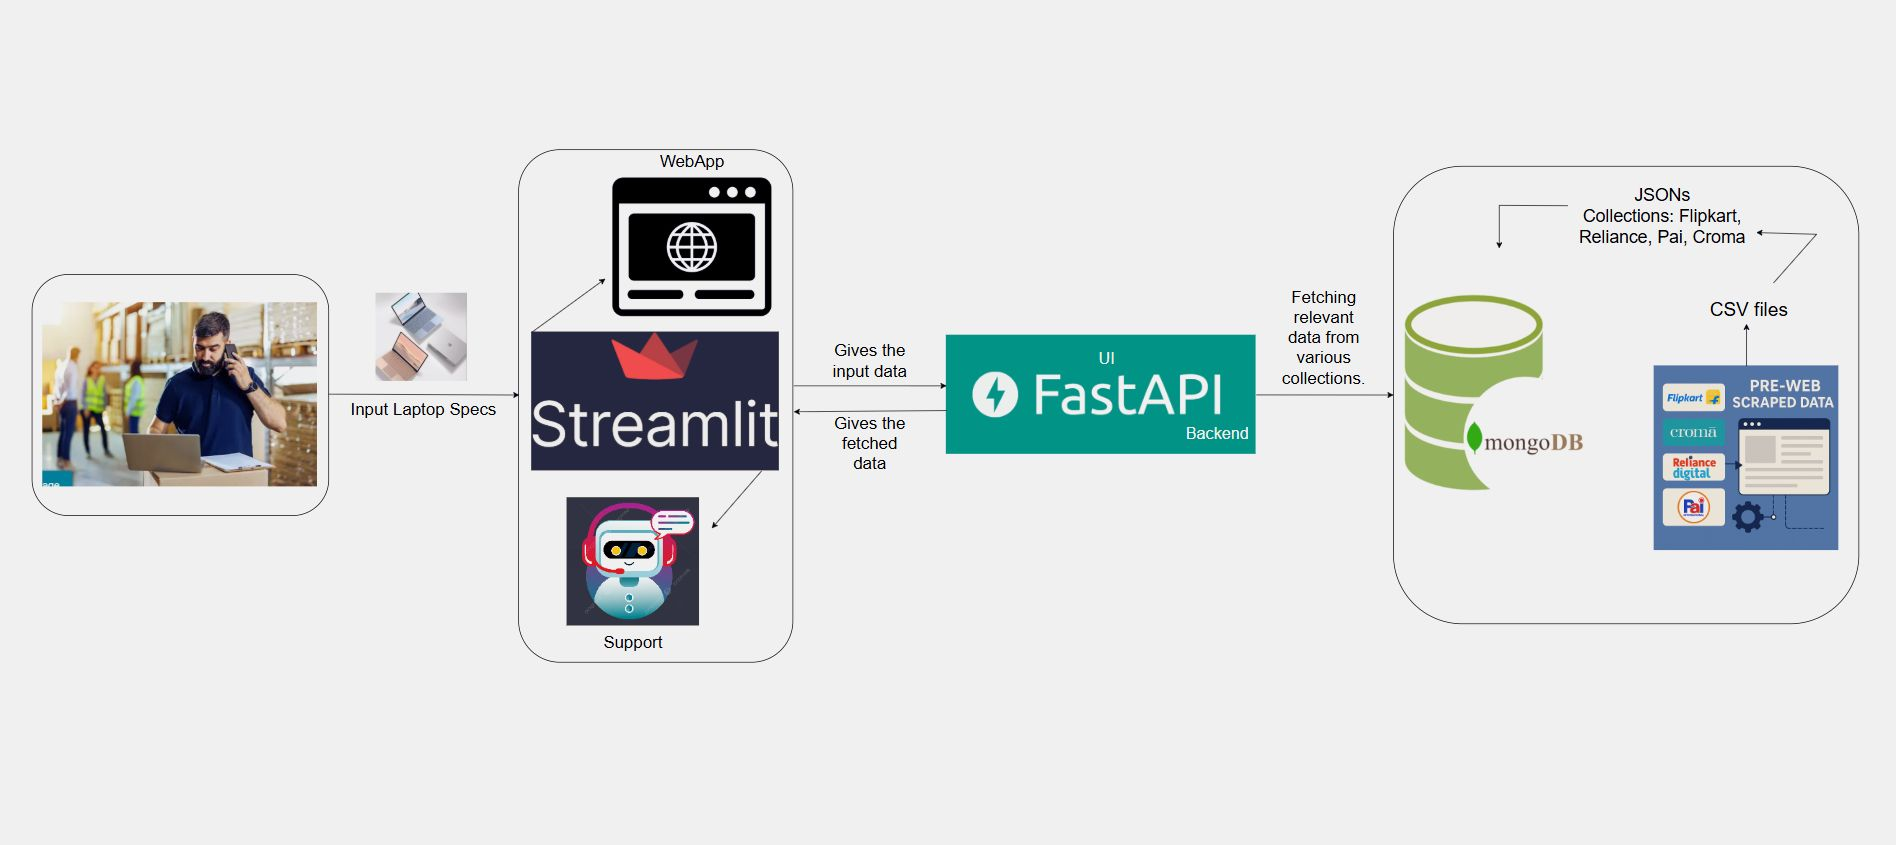 WebApp
Input Laptop Specs
Streamlit
Support
Gives the
input data
Gives the
fetched
data
UI
FastAPI
Backend
Fetching
relevant
data from
various
collections.
JSONs
Collections: Flipkart,
Reliance, Pai, Croma
CSV files
mongoDB
PRE-WEB
SCRAPED DATA
Flipkart
cromā
Reliance
digital
Pai